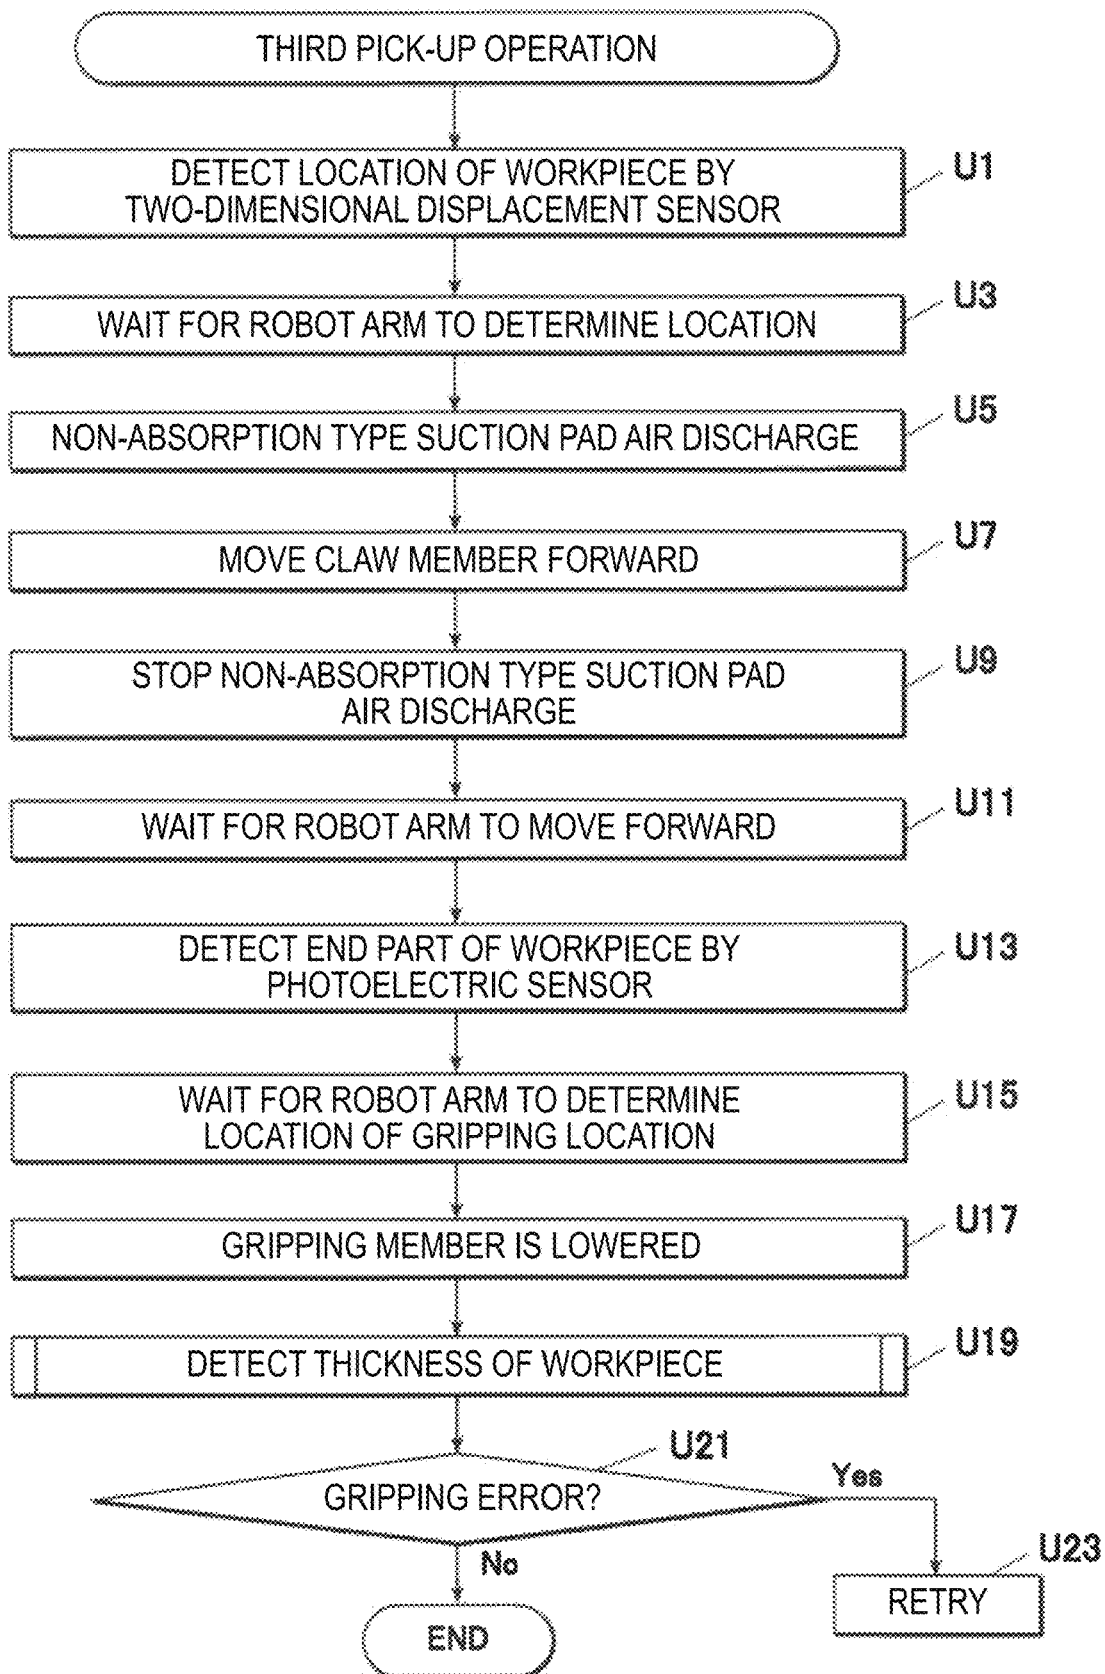 THIRD PICK-UP OPERATION
DETECT LOCATION OF WORKPIECE BY
TWO-DIMENSIONAL DISPLACEMENT SENSOR
U1
WAIT FOR ROBOT ARM TO DETERMINE LOCATION
U3
NON-ABSORPTION TYPE SUCTION PAD AIR DISCHARGE
U5
MOVE CLAW MEMBER FORWARD
U7
STOP NON-ABSORPTION TYPE SUCTION PAD
AIR DISCHARGE
U9
WAIT FOR ROBOT ARM TO MOVE FORWARD
U11
DETECT END PART OF WORKPIECE BY
PHOTOELECTRIC SENSOR
U13
WAIT FOR ROBOT ARM TO DETERMINE
LOCATION OF GRIPPING LOCATION
U15
GRIPPING MEMBER IS LOWERED
U17
DETECT THICKNESS OF WORKPIECE
U19
U21
GRIPPING ERROR?
Yes
No
U23
RETRY
END